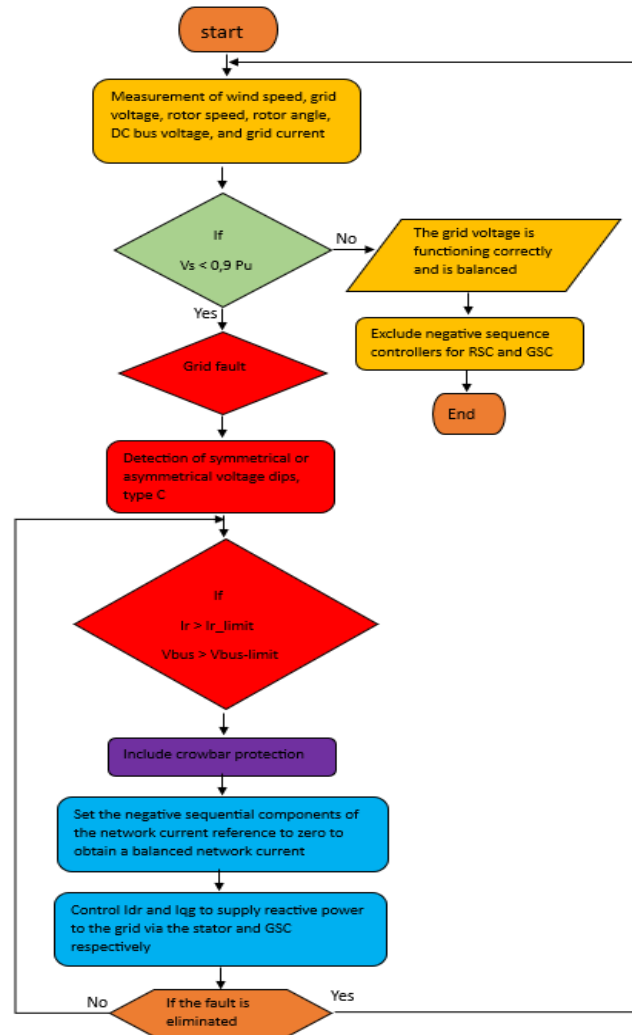 start
Measurement of wind speed, grid
voltage, rotor speed, rotor angle,
DC bus voltage, and grid current
If
Vs < 0,9 Pu
No
The grid voltage is
functioning correctly
and is balanced
Yes
Exclude negative sequence
controllers for RSC and GSC
Grid fault
End
Detection of symmetrical or
asymmetrical voltage dips,
type C
If
Ir > Ir_limit
Vbus > Vbus-limit
Include crowbar protection
Set the negative sequential components
of the network current reference to zero to
obtain a balanced network current
Control Idr and Iqg to supply reactive power
to the grid via the stator and GSC
respectively
No
If the fault is
eliminated
Yes